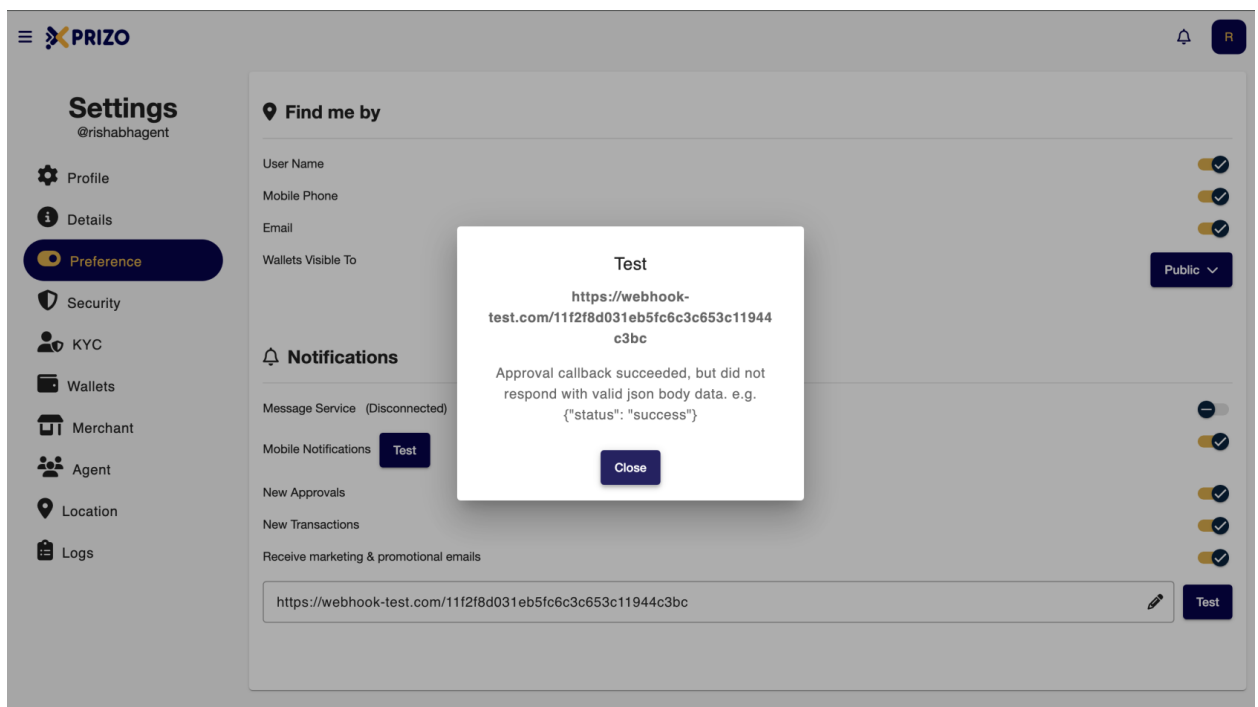 PRIZO
R
Settings
@rishabhagent
Profile
Details
Preference
Security
KYC
Wallets
Merchant
Agent
Location
Logs
Find me by
User Name
Mobile Phone
Email
Wallets Visible To
Public
Notifications
Message Service (Disconnected)
Mobile Notifications Test
New Approvals
New Transactions
Receive marketing & promotional emails
https://webhook-test.com/11f2f8d031eb5fc6c3c653c11944c3bc
Test
Test
https://webhook-
test.com/11f2f8d031eb5fc6c3c653c11944
c3bc
Approval callback succeeded, but did not
respond with valid json body data. e.g.
{"status": "success"}
Close